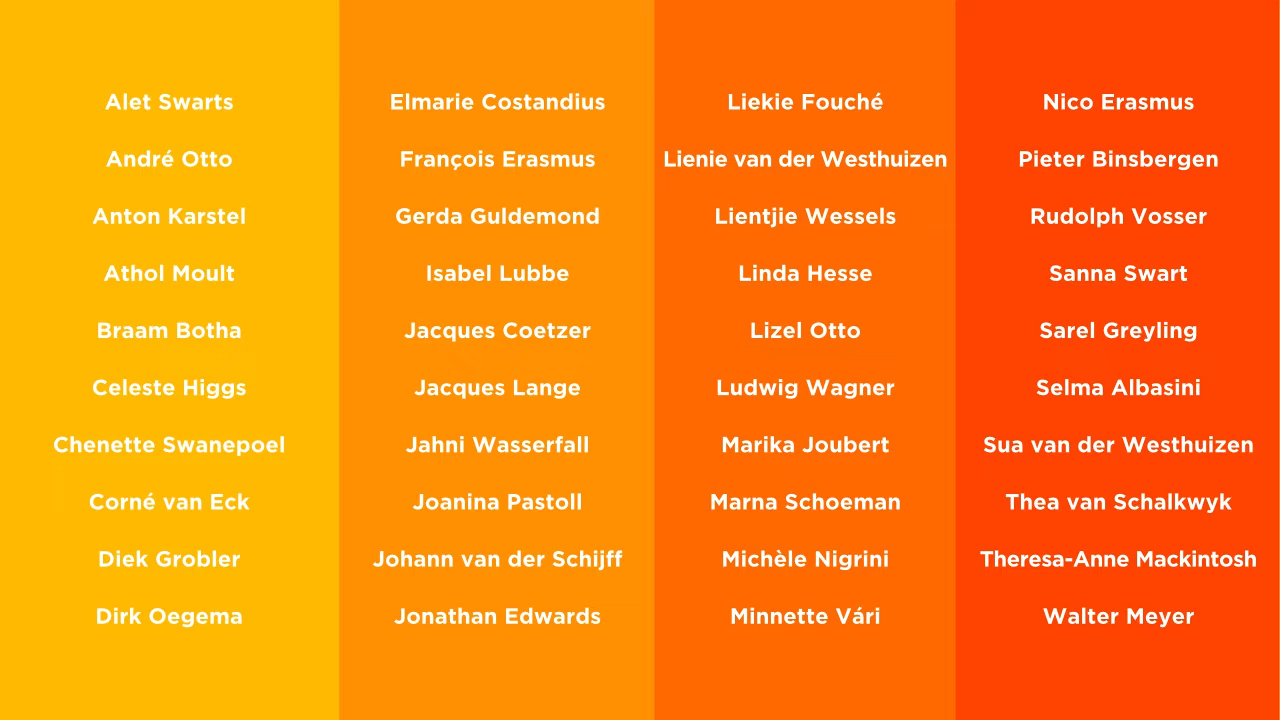 Alet Swarts
André Otto
Anton Karstel
Athol Moult
Braam Botha
Celeste Higgs
Chenette Swanepoel
Corné van Eck
Diek Grobler
Dirk Oegema
Elmarie Costandius
François Erasmus
Gerda Guldemond
Isabel Lubbe
Jacques Coetzer
Jacques Lange
Jahni Wasserfall
Joanina Pastoll
Johann van der Schijff
Jonathan Edwards
Liekie Fouché
Lienie van der Westhuizen
Lientjie Wessels
Linda Hesse
Lizel Otto
Ludwig Wagner
Marika Joubert
Marna Schoeman
Michèle Nigrini
Minnette Vári
Nico Erasmus
Pieter Binsbergen
Rudolph Vosser
Sanna Swart
Sarel Greyling
Selma Albasini
Sua van der Westhuizen
Thea van Schalkwyk
Theresa-Anne Mackintosh
Walter Meyer